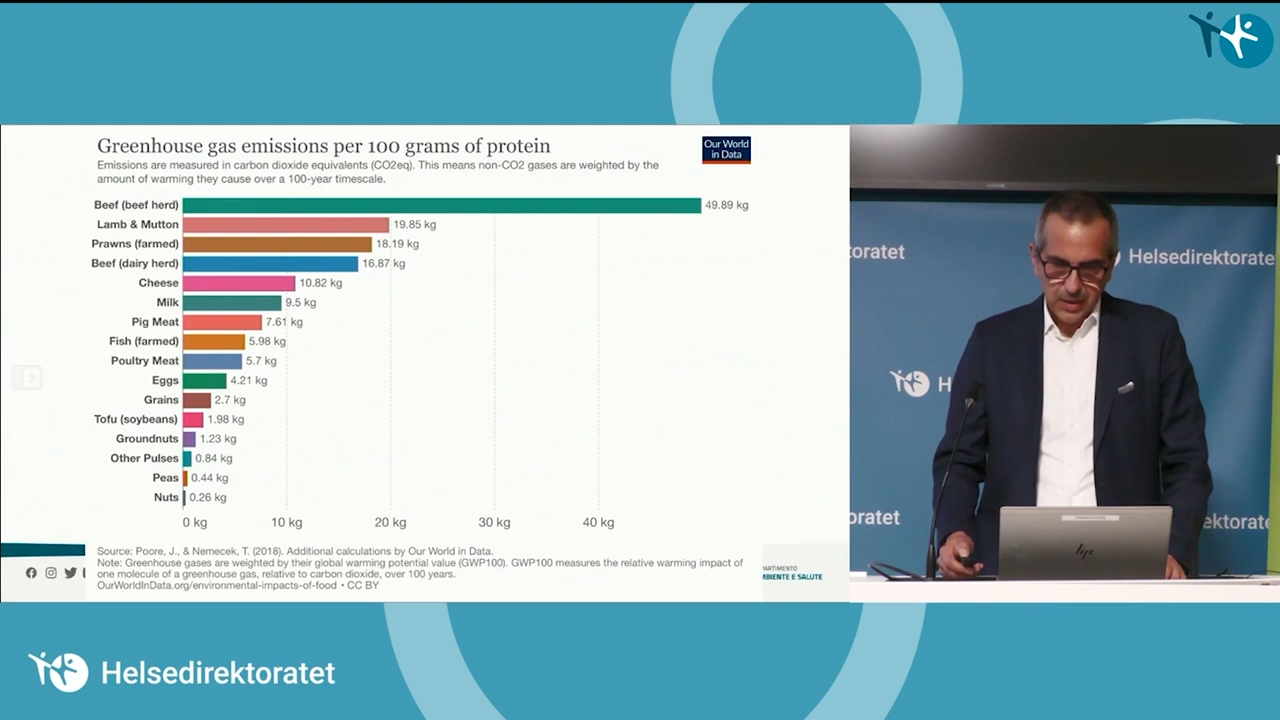 Greenhouse gas emissions per 100 grams of protein
Emissions are measured in carbon dioxide equivalents (CO2eq). This means non-CO2 gases are weighted by the
amount of warming they cause over a 100-year timescale.
Our World
in Data
Beef (beef herd) 49.89 kg
Lamb & Mutton 19.85 kg
Prawns (farmed) 18.19 kg
Beef (dairy herd) 16.87 kg
Cheese 10.82 kg
Milk 9.5 kg
Pig Meat 7.61 kg
Fish (farmed) 5.98 kg
Poultry Meat 5.7 kg
Eggs 4.21 kg
Grains 2.7 kg
Tofu (soybeans) 1.98 kg
Groundnuts 1.23 kg
Other Pulses 0.84 kg
Peas 0.44 kg
Nuts 0.26 kg
0 kg 10 kg 20 kg 30 kg 40 kg
Source: Poore, J., & Nemecek, T. (2018). Additional calculations by Our World in Data.
Note: Greenhouse gases are weighted by their global warming potential value (GWP100). GWP100 measures the relative warming impact of
one molecule of a greenhouse gas, relative to carbon dioxide, over 100 years.
OurWorldInData.org/environmental-impacts-of-food • CC BY
PARTIMENTO
MBIENTE E SALUTE
oratet
Helsedirektorate
H
oratet
ektorate
hp
Helsedirektoratet